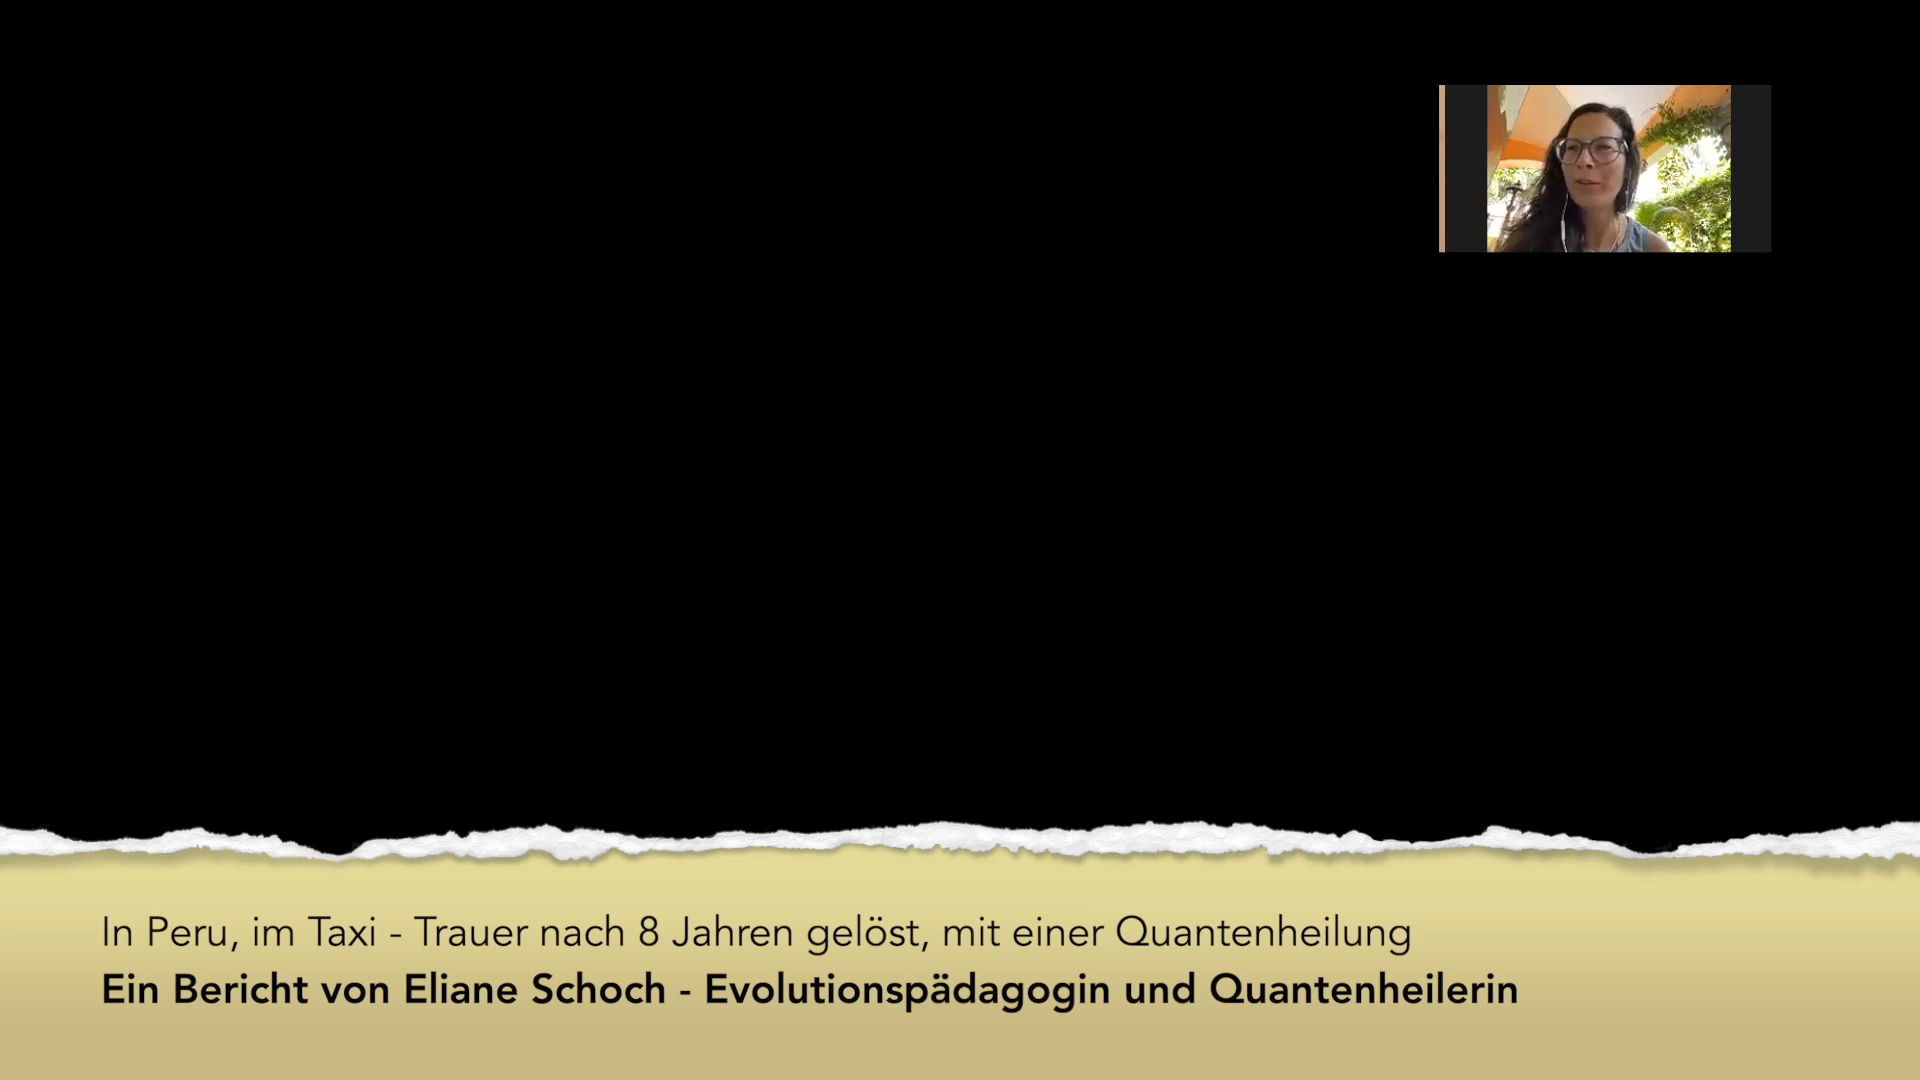 In Peru, im Taxi - Trauer nach 8 Jahren gelöst, mit einer Quantenheilung
Ein Bericht von Eliane Schoch - Evolutionspädagogin und Quantenheilerin